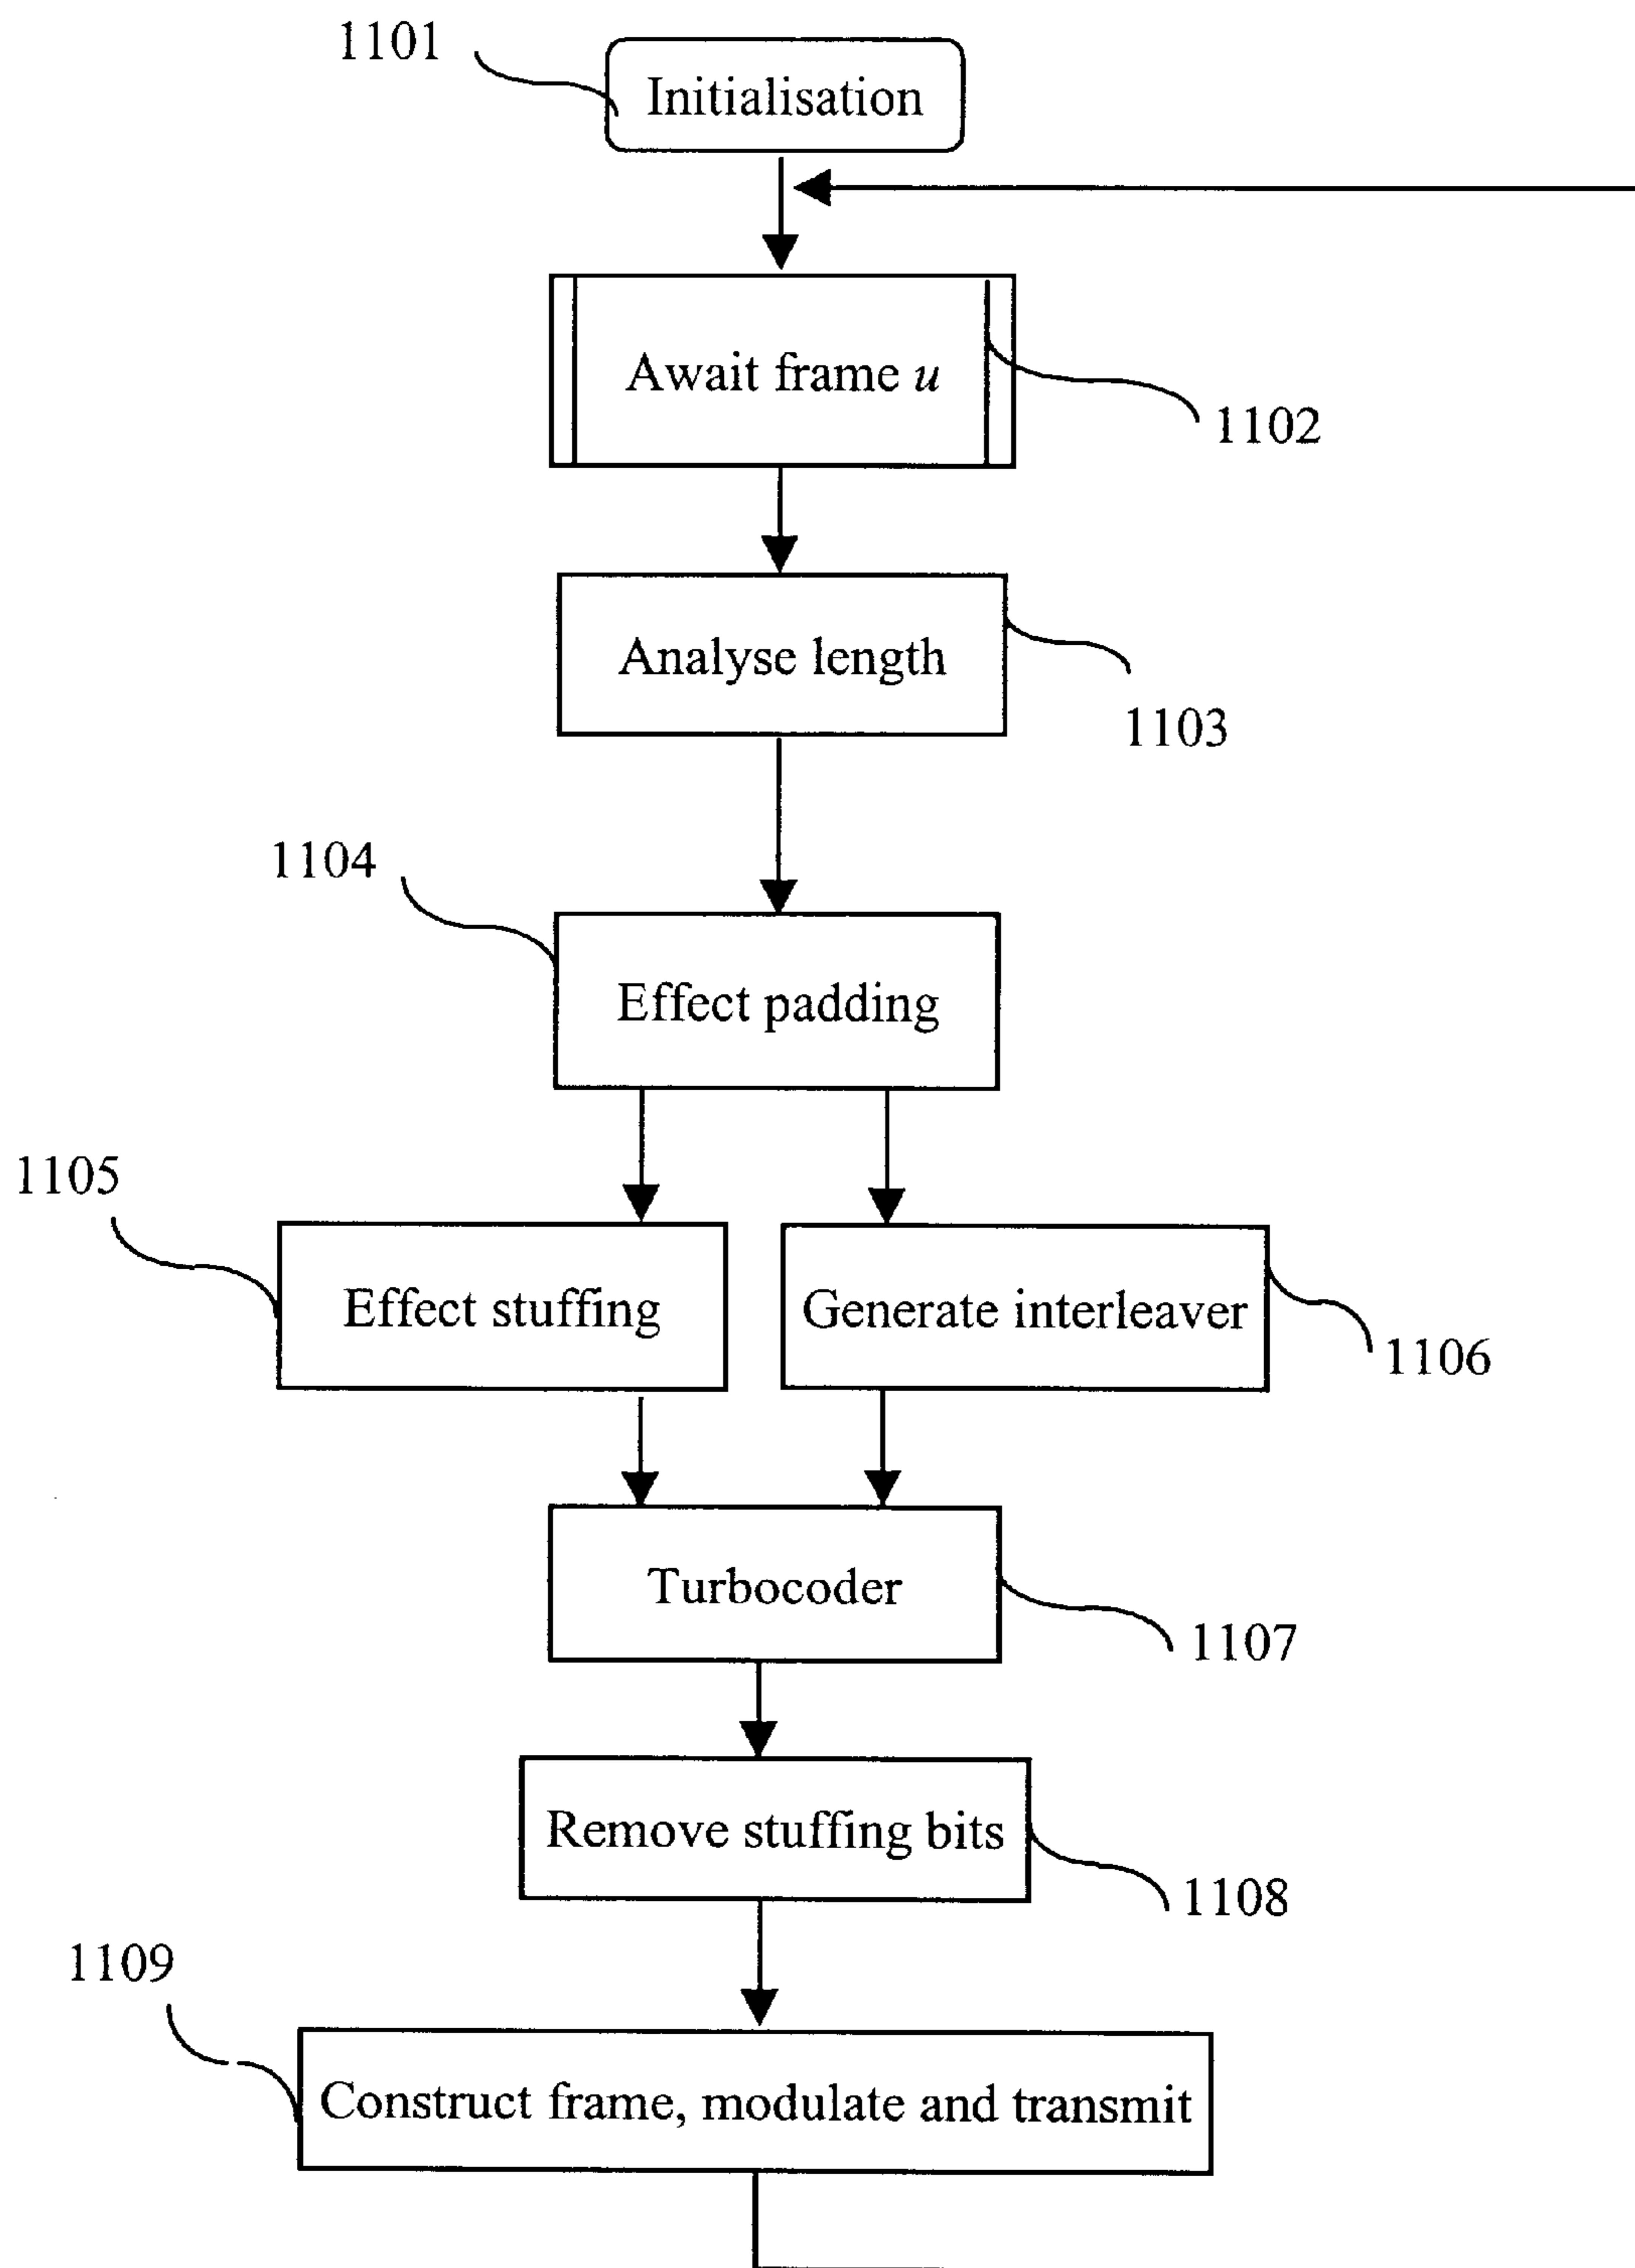 1101
Initialisation
Await frame u
1102
Analyse length
1103
1104
Effect padding
1105
Effect stuffing
Generate interleaver
1106
Turbocoder
1107
Remove stuffing bits
1108
1109
Construct frame, modulate and transmit